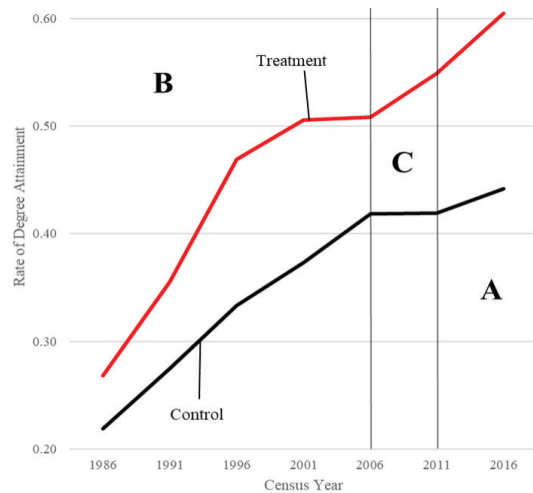 0.60
B
Treatment
0.50
C
Rate of Degree Attainment
0.40
A
0.30
Control
0.20
1986 1991 1996 2001 2006 2011 2016
Census Year